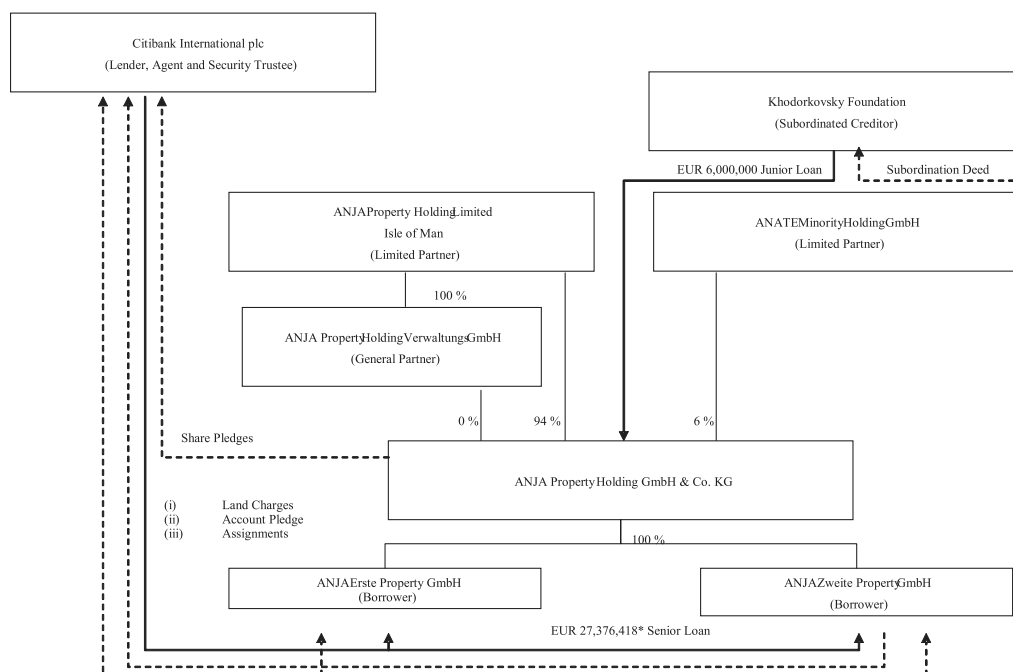 Citibank International plc
(Lender, Agent and Security Trustee)
Khodorkovsky Foundation
(Subordinated Creditor)
EUR 6,000,000 Junior Loan
Subordination Deed
ANJAProperty HoldingLimited
Isle of Man
(Limited Partner)
ANATEMinorityHoldingGmbH
(Limited Partner)
100 %
ANJA PropertyHoldingVerwaltungsGmbH
(General Partner)
0 %
94 %
6 %
Share Pledges
ANJA PropertyHolding GmbH & Co. KG
(i) Land Charges
(ii) Account Pledge
(iii) Assignments
100 %
ANJAErste Property GmbH
(Borrower)
ANJAZweite PropertyGmbH
(Borrower)
EUR 27,376,418* Senior Loan